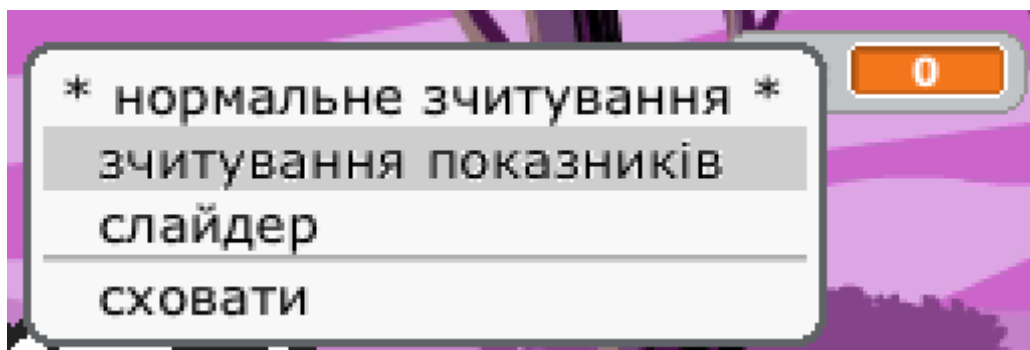 0
* нормальне зчитування *
зчитування показників
слайдер
сховати